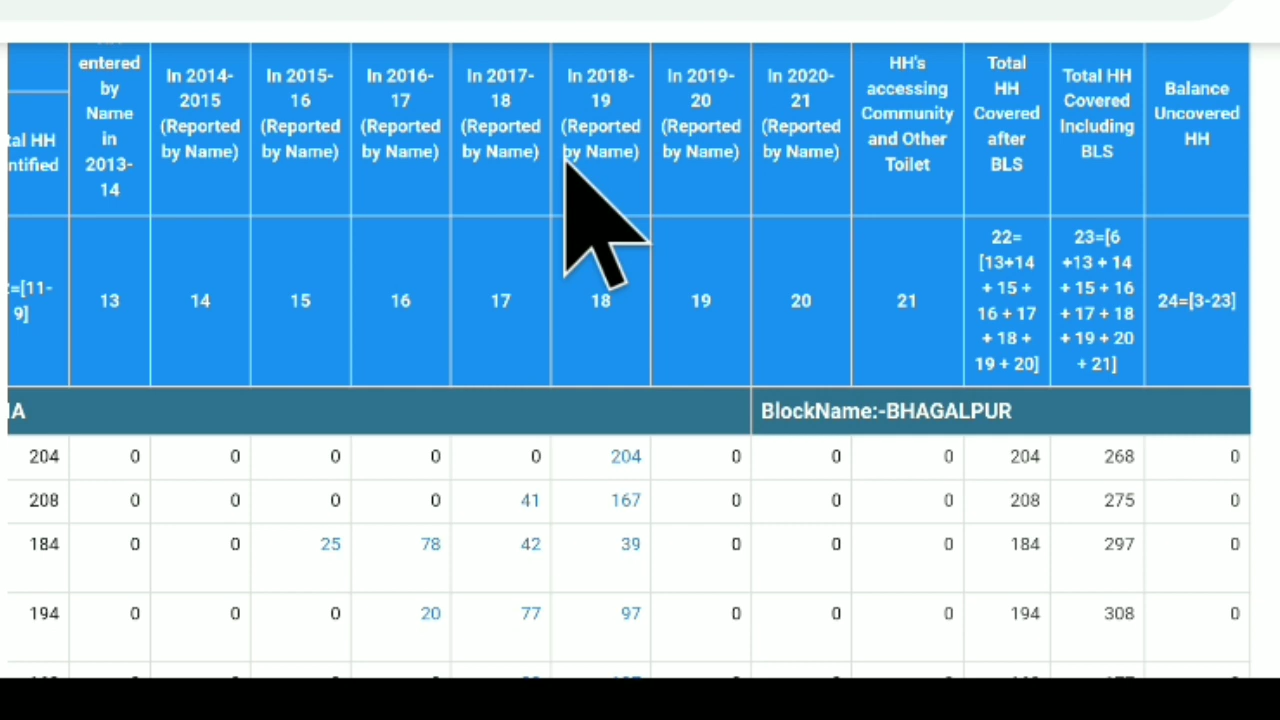 entered
by
Name
in
2013-
14
In 2014-
2015
(Reported
by Name)
In 2015-
16
(Reported
by Name)
In 2016-
17
(Reported
by Name)
In 2017-
18
(Reported
by Name)
In 2018-
19
(Reported
by Name)
In 2019-
20
(Reported
by Name)
In 2020-
21
(Reported
by Name)
HH's
accessing
Community
and Other
Toilet
Total
HH
Covered
after
BLS
Total HH
Covered
Including
BLS
Balance
Uncovered
HH
tal HH
ntified
=[11-
9]
13
14
15
16
17
18
19
20
21
22=
[13+14
+ 15 +
16 + 17
+ 18 +
19 + 20]
23=[6
+13 + 14
+ 15 + 16
+ 17 + 18
+ 19 + 20
+ 21]
24=[3-23]
IA BlockName:-BHAGALPUR
204 0 0 0 0 0 204 0 0 0 204 268 0
208 0 0 0 0 41 167 0 0 0 208 275 0
184 0 0 25 78 42 39 0 0 0 184 297 0
194 0 0 0 20 77 97 0 0 0 194 308 0